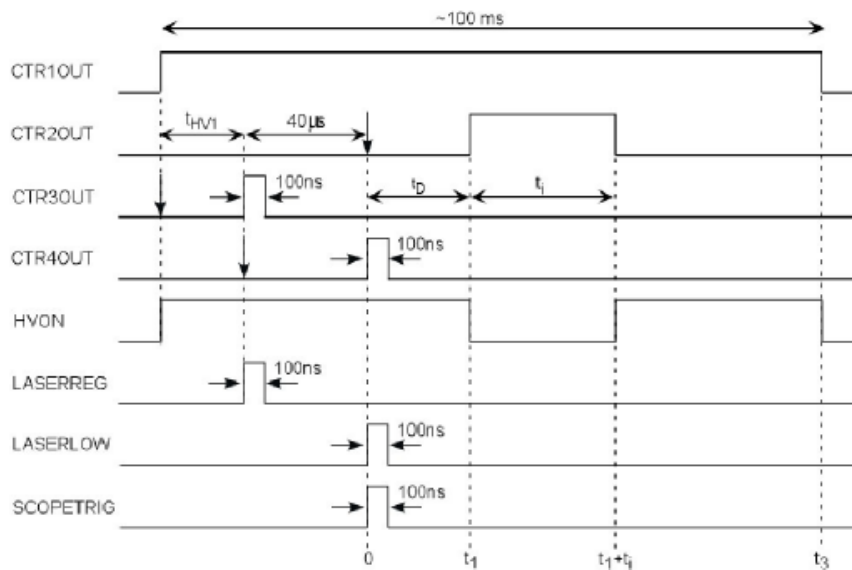 ~100 ms
CTR1OUT
tHV1
40µs
CTR2OUT
100ns
tD
ti
CTR3OUT
100ns
CTR4OUT
HVON
100ns
LASERREG
100ns
LASERLOW
100ns
SCOPETRIG
0
t1
t1+ti
t3